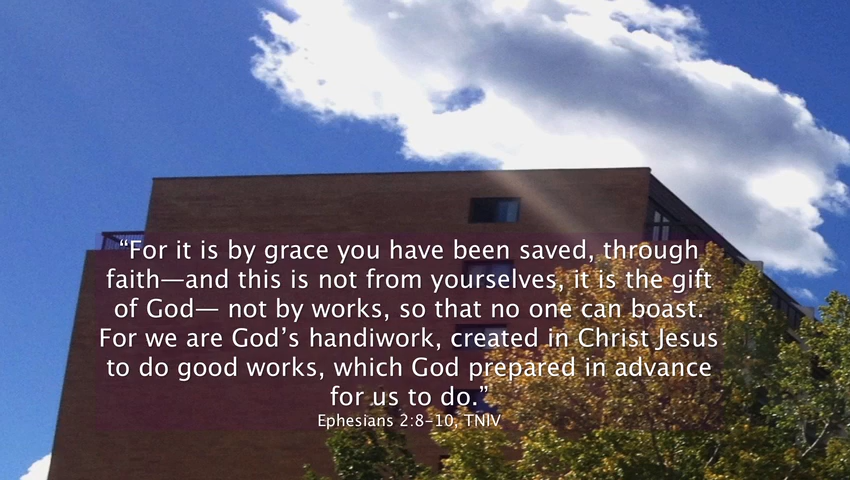 “For it is by grace you have been saved, through
faith—and this is not from yourselves, it is the gift
of God— not by works, so that no one can boast.
For we are God’s handiwork, created in Christ Jesus
to do good works, which God prepared in advance
for us to do.”
Ephesians 2:8-10, TNIV